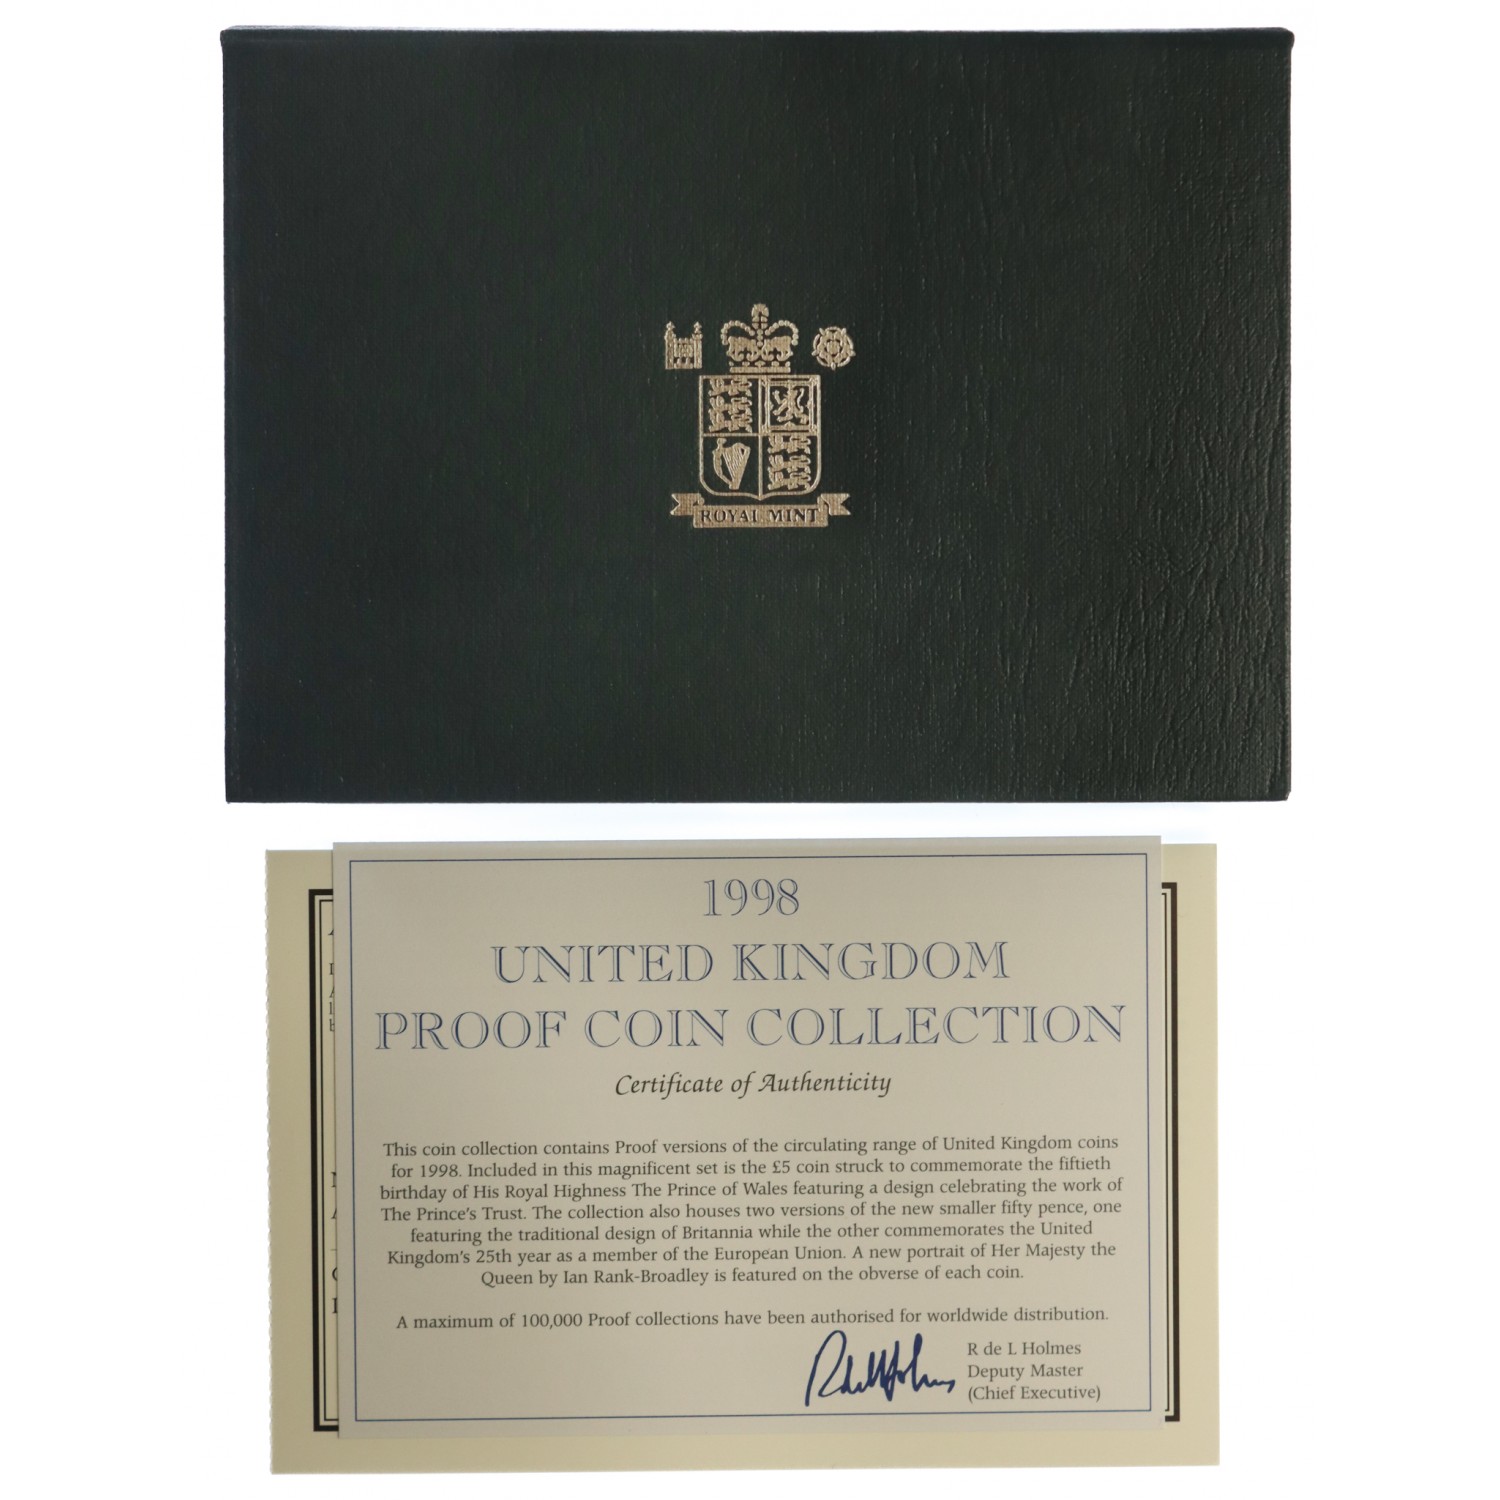 ROYAL MINT
1998
UNITED KINGDOM
PROOF COIN COLLECTION
Certificate of Authenticity
This coin collection contains Proof versions of the circulating range of United Kingdom coins
for 1998. Included in this magnificent set is the £5 coin struck to commemorate the fiftieth
birthday of His Royal Highness The Prince of Wales featuring a design celebrating the work of
The Prince's Trust. The collection also houses two versions of the new smaller fifty pence, one
featuring the traditional design of Britannia while the other commemorates the United
Kingdom's 25th year as a member of the European Union. A new portrait of Her Majesty the
Queen by Ian Rank-Broadley is featured on the obverse of each coin.
A maximum of 100,000 Proof collections have been authorised for worldwide distribution.
R de L Holmes
Deputy Master
(Chief Executive)